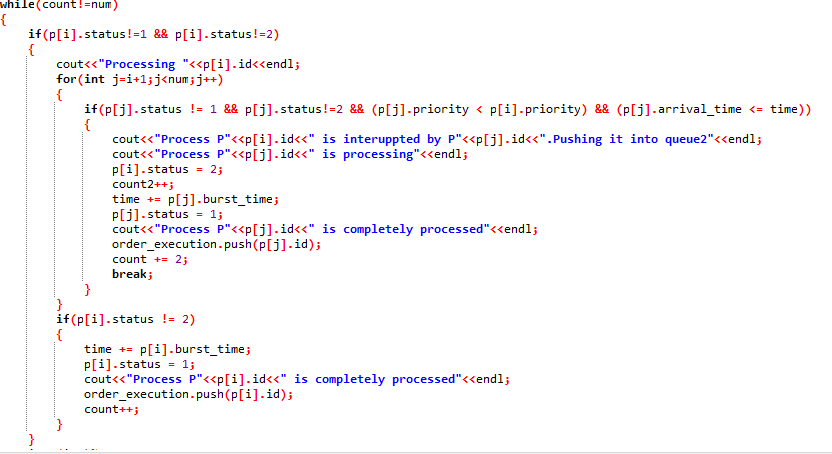 while(count!=num)
{
if(p[i].status!=1 && p[i].status!=2)
{
cout<<"Processing "<<p[i].id<<endl;
for(int j=i+1;j<num;j++)
{
if(p[j].status != 1 && p[j].status!=2 && (p[j].priority < p[i].priority) && (p[j].arrival_time <= time))
{
cout<<"Process P"<<p[i].id<<" is interuppted by P"<<p[j].id<<".Pushing it into queue2"<<endl;
cout<<"Process P"<<p[j].id<<" is processing"<<endl;
p[i].status = 2;
count2++;
time += p[j].burst_time;
p[j].status = 1;
cout<<"Process P"<<p[j].id<<" is completely processed"<<endl;
order_execution.push(p[j].id);
count += 2;
break;
}
}
if(p[i].status != 2)
{
time += p[i].burst_time;
p[i].status = 1;
cout<<"Process P"<<p[i].id<<" is completely processed"<<endl;
order_execution.push(p[i].id);
count++;
}
}